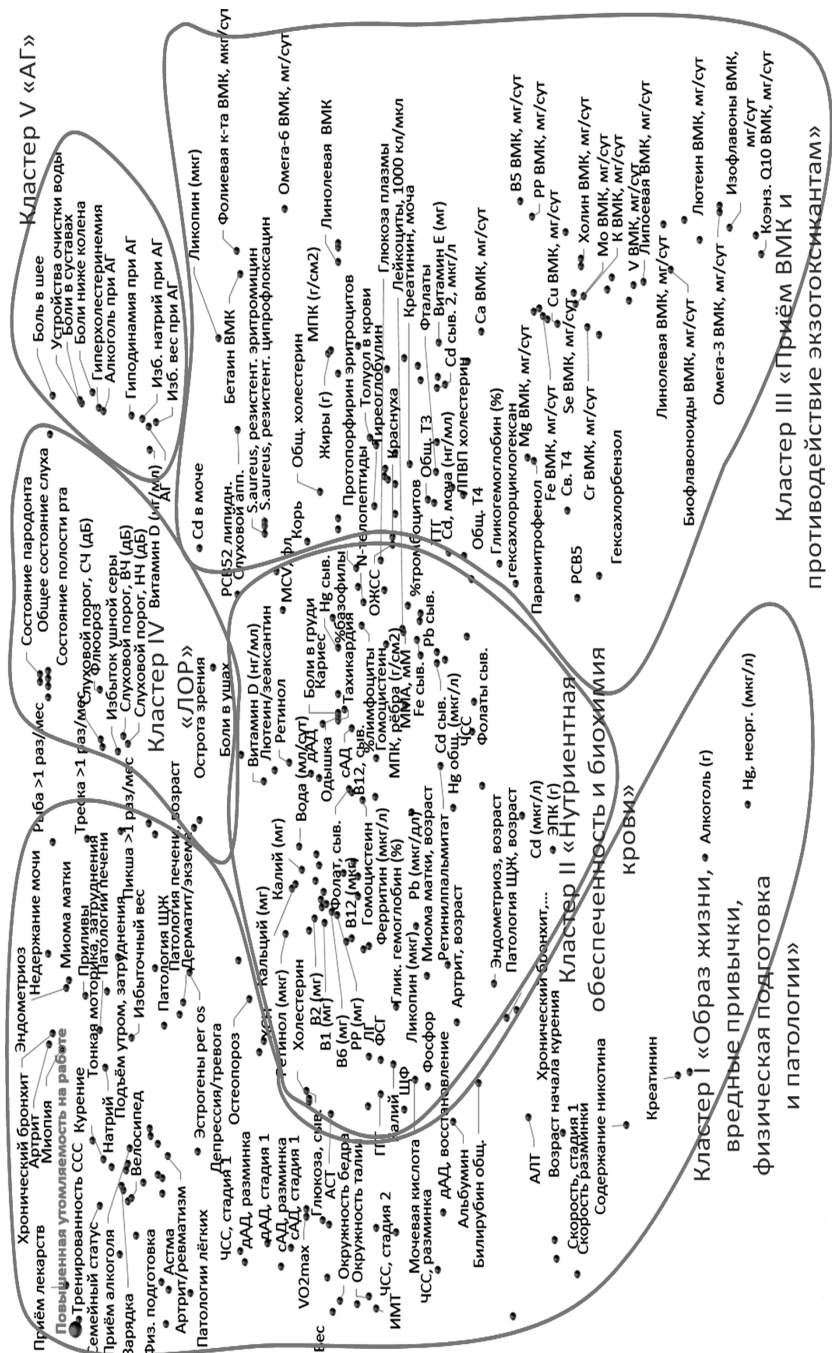 Кластер V «АГ»
Боль в шее
Устройства очистки воды
Боли в суставах
Боли ниже колена
Гиперхолестеринемия
Алкоголь при АГ
Гиподинамия при АГ
Изб. натрий при АГ
Изб. вес при АГ
АГ
Состояние пародонта
Общее состояние слуха
Состояние полости рта
Слуховой порог, СЧ (дБ)
Флюороз
Избыток ушной серы
Слуховой порог, ВЧ (дБ)
Слуховой порог, НЧ (дБ)
Кластер IV
«ЛОР»
Витамин D (нг/мл)
Острота зрения
Боли в ушах
Рыба >1 раз/мес
Треска >1 раз/мес
Пикша >1 раз/мес
Эндометриоз
Недержание мочи
Миома матки
Приливы
Тонкая моторика, затруднения
Патологии печени
Подъём утром, затруднения
Избыточный вес
Патология ЩЖ
Патология печени, возраст
Дерматит/экзема
Хронический бронхит
Артрит
Миопия
Приём лекарств
Повышенная утомляемость на работе
Тренированность ССС
Курение
Семейный статус
Натрий
Приём алкоголя
Зарядка
Велосипед
Физ. подготовка
Астма
Артрит/ревматизм
Патологии лёгких
Эстрогены per os
Депрессия/тревога
Остеопороз
ХСН
ЧСС, стадия 1
дАД, разминка
дАД, стадия 1
сАД, разминка
сАД, стадия 1
VO2max
Глюкоза, сыв.
Вес
АСТ
Окружность бедра
Окружность талии
ЧСС, стадия 2
ИМТ
Мочевая кислота
ЧСС, разминка
дАД, восстановление
Альбумин
Билирубин общ.
АЛТ
Хронический бронхит,...
Возраст начала курения
Скорость, стадия 1
Скорость разминки
Содержание никотина
Креатинин
Алкоголь (г)
Hg, неорг. (мкг/л)
Кластер I «Образ жизни,
вредные привычки,
физическая подготовка
и патологии»
Витамин D (нг/мл)
Лютеин/зеаксантин
Ретинол
Вода (мл/сут)
дАД
Боли в груди
Кариес
Одышка
Hg сыв.
%базофилы
Тахикардия
сАД
%лимфоциты
B12, сыв.
Гомоцистеин
МПК, рёбра (г/см2)
ММА, мМ
Fe сыв.
Pb сыв.
Cd сыв.
Hg общ. (мкг/л)
ЧСС
Фолаты сыв.
Калий (мг)
Кальций (мг)
Ретинол (мкг)
Холестерин
B2 (мг)
B1 (мг)
B6 (мг)
PP (мг)
Фолат, сыв.
B12 (мкг)
Гомоцистеин
Ферритин (мкг/л)
Глик. гемоглобин (%)
ЛГ
ФСГ
Калий
ЩФ
Фосфор
Ликопин (мкг)
Pb (мкг/дл)
Миома матки, возраст
Ретинилпальмитат
Артрит, возраст
Эндометриоз, возраст
Патология ЩЖ, возраст
Cd (мкг/л)
ЭПК (г)
Кластер II «Нутриентная
обеспеченность и биохимия
крови»
Ликопин (мкг)
Фолиевая к-та ВМК, мкг/сут
Омега-6 ВМК, мг/сут
Бетаин ВМК
Линолевая ВМК
Cd в моче
PCB52 липидн.
Слуховой апп.
S.aureus, резистент. эритромицин
S.aureus, резистент. ципрофлоксацин
MCV, фл
Корь
Общ. холестерин
Жиры (г)
МПК (г/см2)
Протопорфирин эритроцитов
N-телопептиды
Толуол в крови
Тиреоглобулин
Глюкоза плазмы
Лейкоциты, 1000 кл/мкл
Креатинин, моча
ОЖСС
Краснуха
%тромбоцитов
Фталаты
Витамин Е (мг)
Общ. Т3
Cd сыв. 2, мкг/л
ГГТ
Cd, моча (нг/мл)
ЛПВП холестерин
Общ. Т4
Ca ВМК, мг/сут
Гликогемоглобин (%)
гексахлорциклогексан
Паранитрофенол
Mg ВМК, мг/сут
Fe ВМК, мг/сут
Св. Т4
PCB5
Se ВМК, мг/сут
Cr ВМК, мг/сут
Гексахлорбензол
B5 ВМК, мг/сут
PP ВМК, мг/сут
Cu ВМК, мг/сут
Холин ВМК, мг/сут
Mo ВМК, мг/сут
K ВМК, мг/сут
V ВМК, мг/сут
Липоевая ВМК, мг/сут
Линолевая ВМК, мг/сут
Биофлавоноиды ВМК, мг/сут
Омега-3 ВМК, мг/сут
Лютеин ВМК, мг/сут
Изофлавоны ВМК,
мг/сут
Коэнз. Q10 ВМК, мг/сут
Кластер III «Приём ВМК и
противодействие экзотоксикантам»